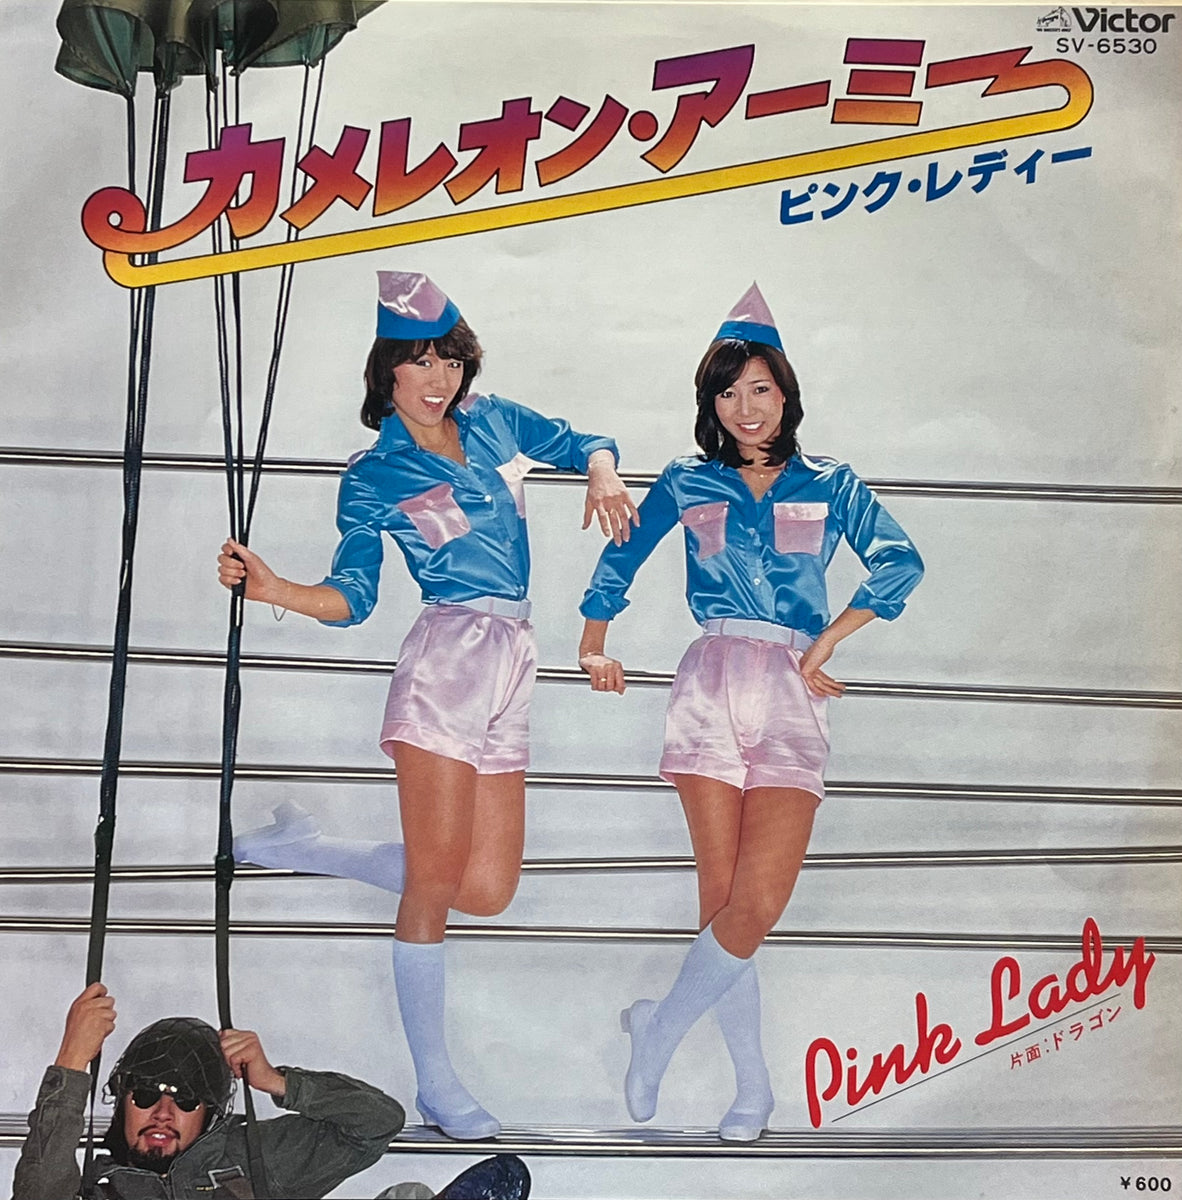 Victor
SV-6530
カメレオン・アーミー
ピンク・レディー
Pink Lady
片面:ドラゴン
¥600